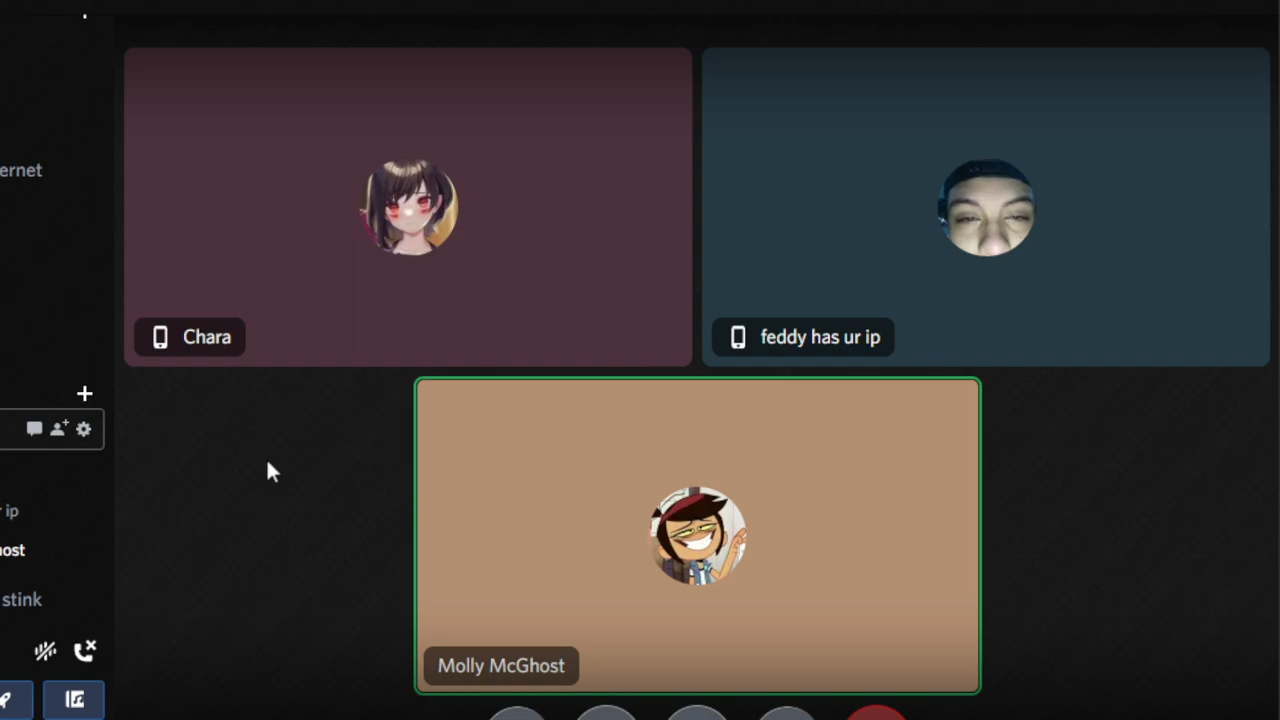 ernet
Chara
feddy has ur ip
r ip
ost
Molly McGhost
stink